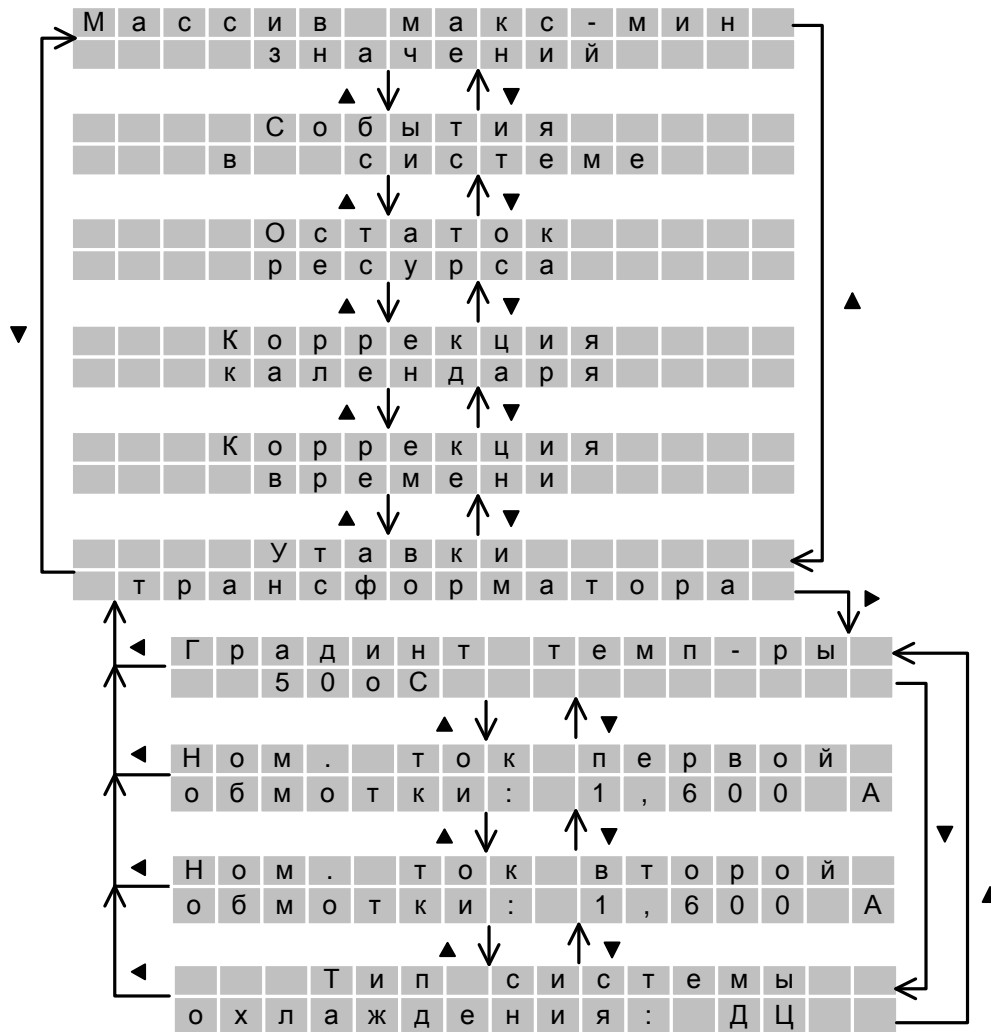 Массив макс-мин
значений
События
в системе
Остаток
ресурса
Коррекция
календаря
Коррекция
времени
Утавки
трансформатора
Градинт темп-ры
50оС
Ном. ток первой
обмотки: 1,600 А
Ном. ток второй
обмотки: 1,600 А
Тип системы
охлаждения: ДЦ